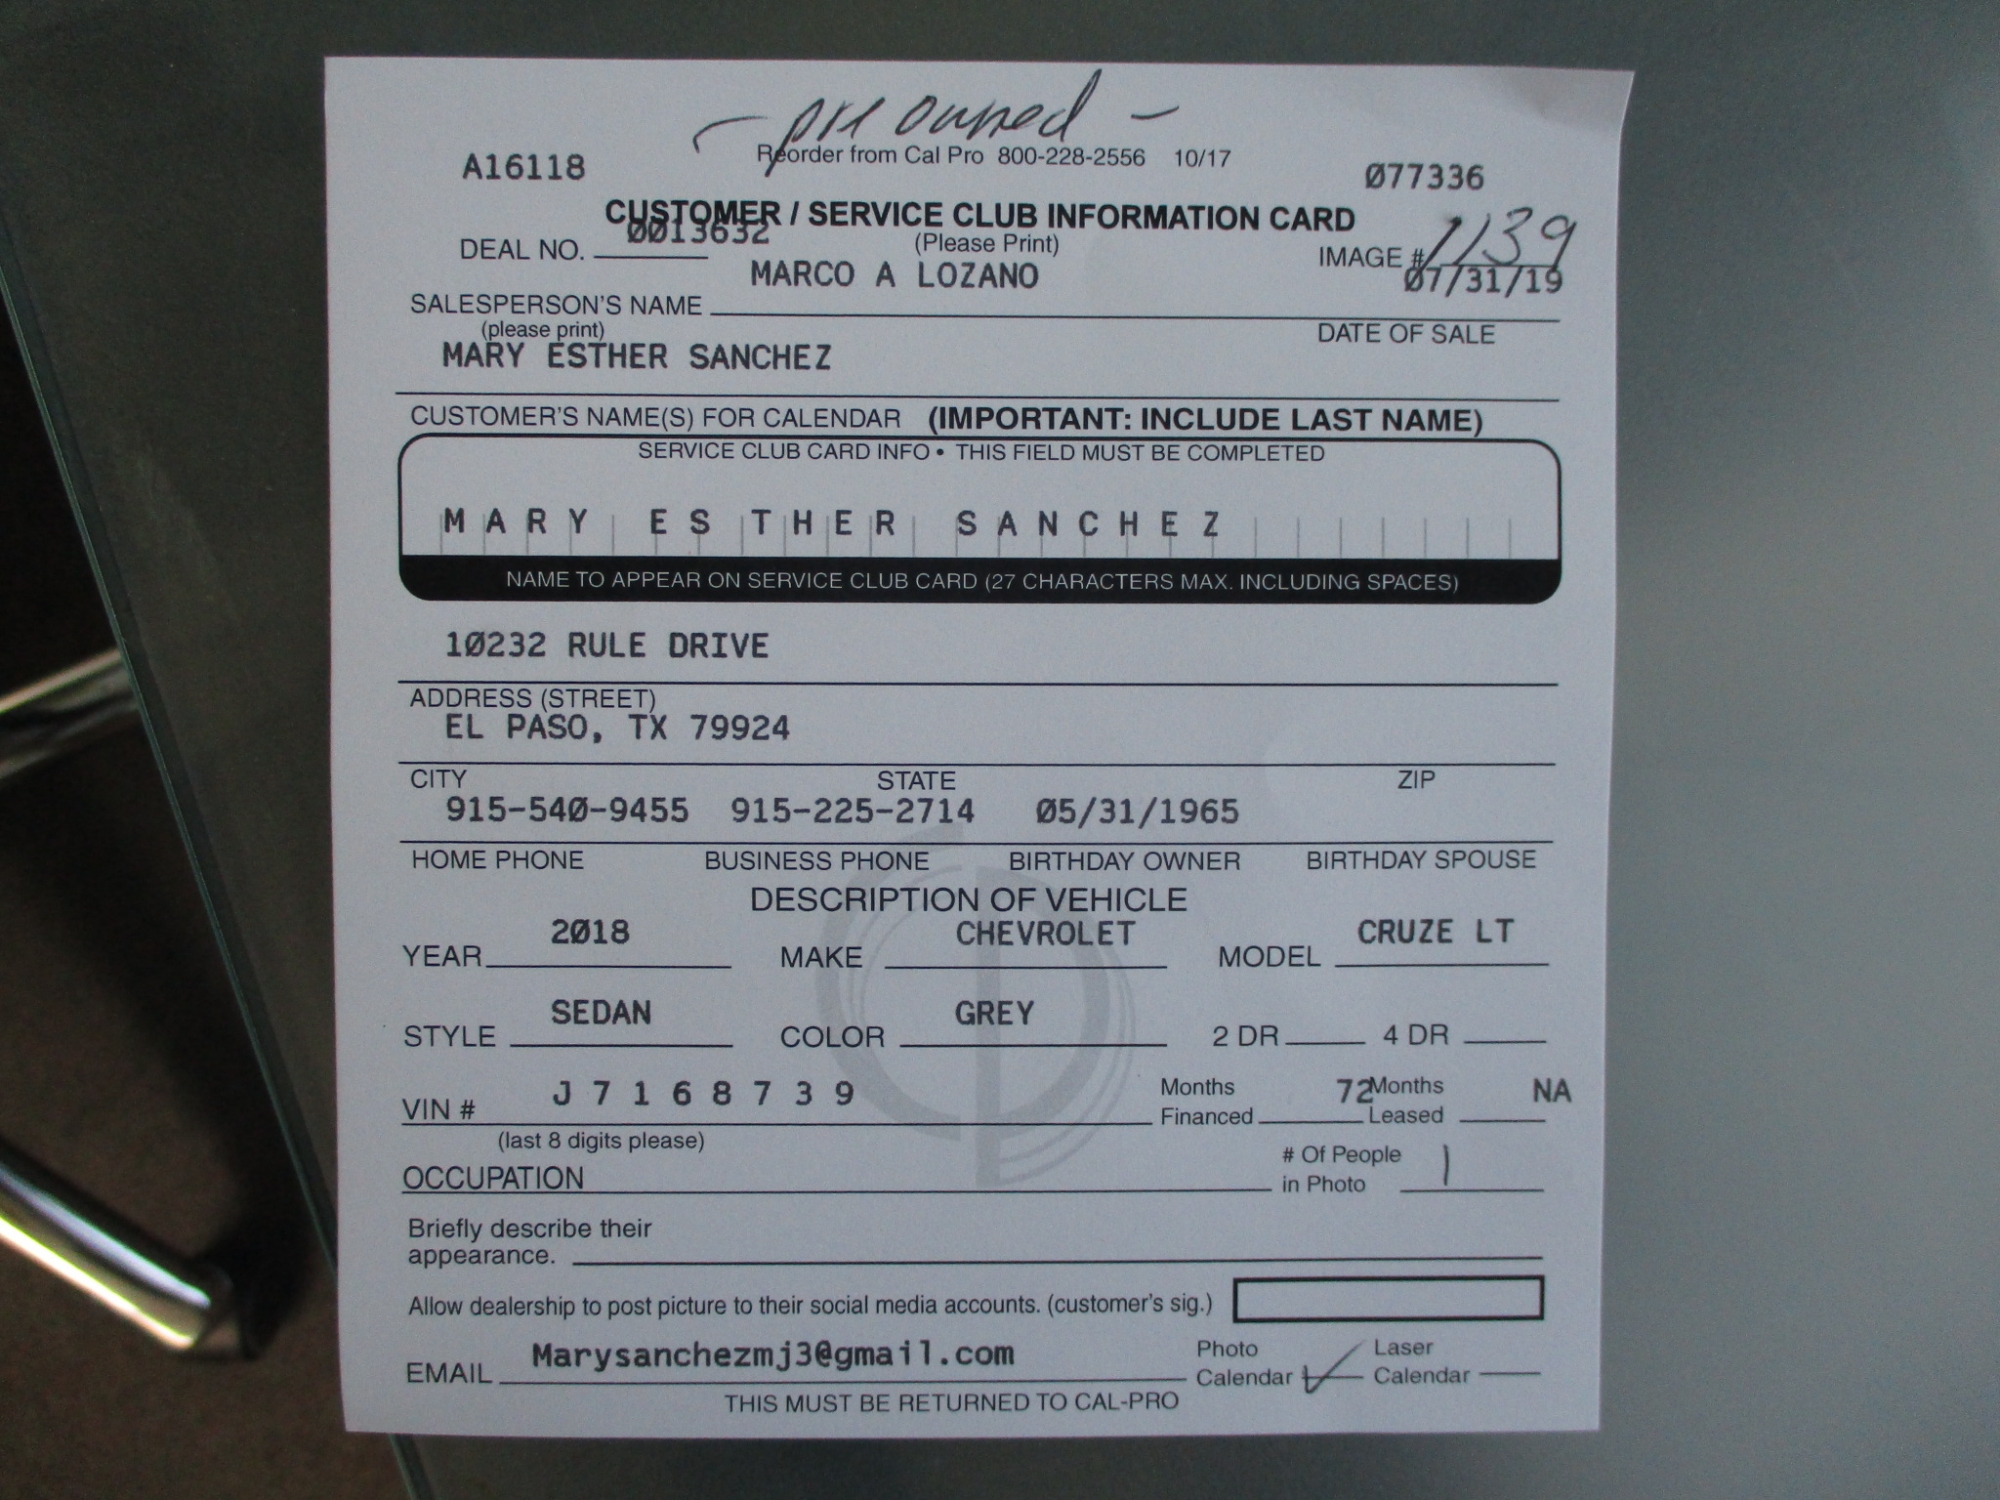 pre owned
Reorder from Cal Pro 800-228-2556 10/17
A16118 077336
CUSTOMER / SERVICE CLUB INFORMATION CARD
DEAL NO. 0013632 (Please Print) IMAGE # 1139
MARCO A LOZANO 07/31/19
SALESPERSON'S NAME
(please print) DATE OF SALE
MARY ESTHER SANCHEZ
CUSTOMER'S NAME(S) FOR CALENDAR (IMPORTANT: INCLUDE LAST NAME)
SERVICE CLUB CARD INFO • THIS FIELD MUST BE COMPLETED
MARY ESTHER SANCHEZ
NAME TO APPEAR ON SERVICE CLUB CARD (27 CHARACTERS MAX. INCLUDING SPACES)
10232 RULE DRIVE
ADDRESS (STREET)
EL PASO, TX 79924
CITY STATE ZIP
915-540-9455 915-225-2714 05/31/1965
HOME PHONE BUSINESS PHONE BIRTHDAY OWNER BIRTHDAY SPOUSE
DESCRIPTION OF VEHICLE
YEAR 2018 MAKE CHEVROLET MODEL CRUZE LT
STYLE SEDAN COLOR GREY 2 DR 4 DR
VIN # J7168739 Months Financed 72 Months Leased NA
(last 8 digits please)
OCCUPATION # Of People in Photo 1
Briefly describe their
appearance.
Allow dealership to post picture to their social media accounts. (customer's sig.)
EMAIL Marysanchezmj3@gmail.com Photo Calendar ✓ Laser Calendar
THIS MUST BE RETURNED TO CAL-PRO